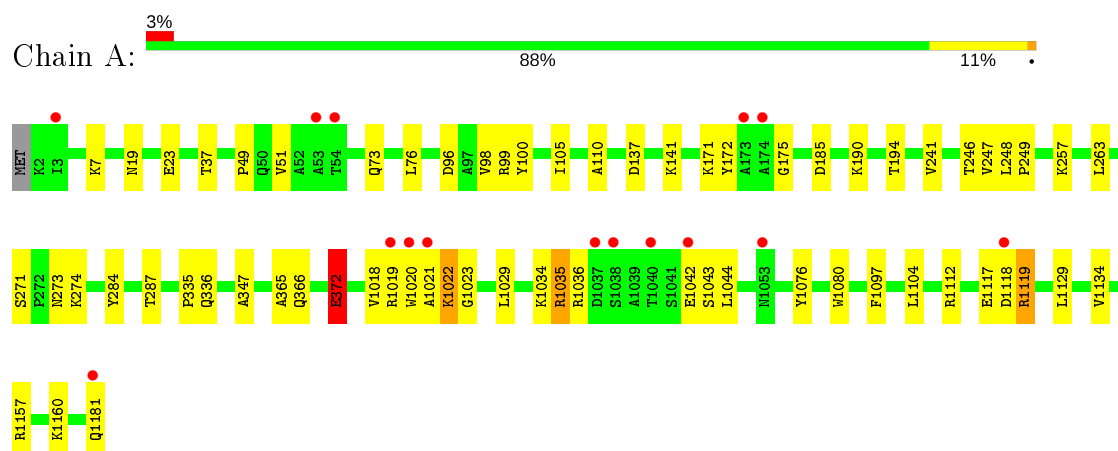 3%
Chain A:
88% 11% •
MET K2 I3 K7 N19 E23 T37 P49 Q50 V51 A52 A53 T54 Q73 L76 D96 A97 V98 R99 Y100 I105 A110 D137 K141 K171 Y172 A173 A174 G175 D185 K190 T194 V241 T246 V247 L248 P249 K257 L263
S271 P272 N273 K274 Y284 T287 P335 Q336 A347 A365 Q366 E372 V1018 R1019 W1020 A1021 K1022 G1023 L1029 K1034 R1035 R1036 D1037 S1038 A1039 T1040 S1041 E1042 S1043 L1044 N1053 Y1076 W1080 F1097 L1104 R1112 E1117 D1118 R1119 L1129 V1134
R1157 K1160 Q1181